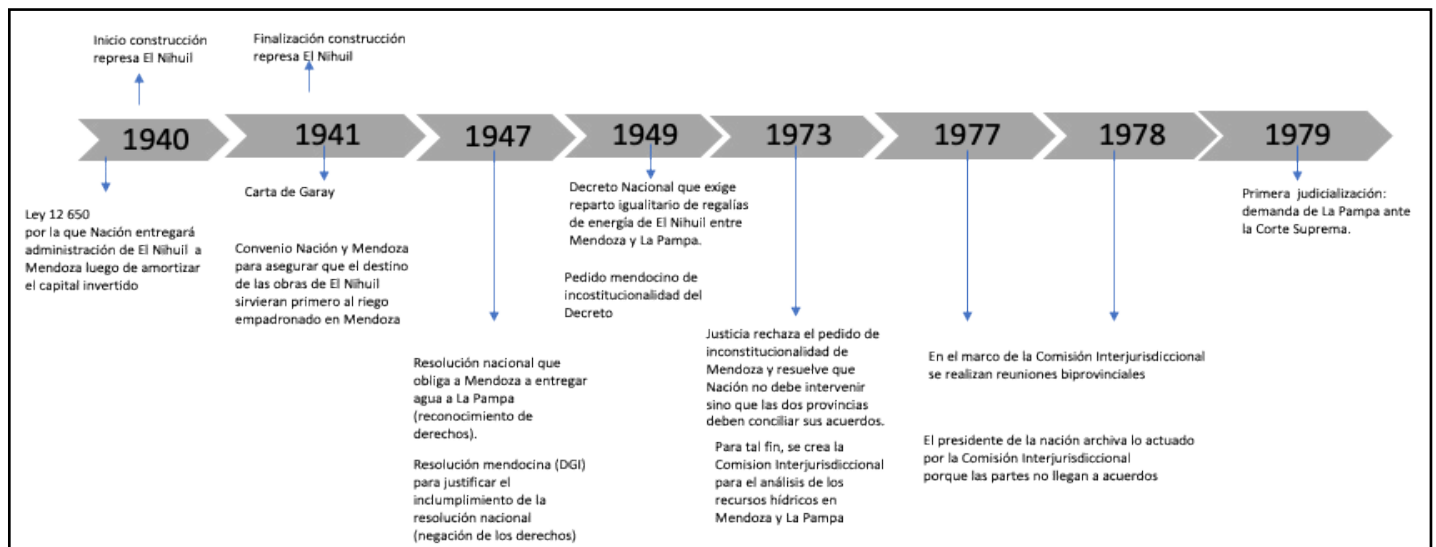 Inicio construcción
represa El Nihuil
Finalización construcción
represa El Nihuil
1940
1941
1947
1949
1973
1977
1978
1979
Ley 12 650
por la que Nación entregará
administración de El Nihuil a
Mendoza luego de amortizar
el capital invertido
Carta de Garay
Convenio Nación y Mendoza
para asegurar que el destino
de las obras de El Nihuil
sirvieran primero al riego
empadronado en Mendoza
Resolución nacional que
obliga a Mendoza a entregar
agua a La Pampa
(reconocimiento de
derechos).
Resolución mendocina (DGI)
para justificar el
inclumplimiento de la
resolución nacional
(negación de los derechos)
Decreto Nacional que exige
reparto igualitario de regalías
de energía de El Nihuil entre
Mendoza y La Pampa.
Pedido mendocino de
incostitucionalidad del
Decreto
Justicia rechaza el pedido de
inconstitucionalidad de
Mendoza y resuelve que
Nación no debe intervenir
sino que las dos provincias
deben conciliar sus acuerdos.
Para tal fin, se crea la
Comision Interjurisdiccional
para el análisis de los
recursos hídricos en
Mendoza y La Pampa
En el marco de la Comisión Interjurisdiccional
se realizan reuniones biprovinciales
El presidente de la nación archiva lo actuado
por la Comisión Interjurisdiccional
porque las partes no llegan a acuerdos
Primera judicialización:
demanda de La Pampa ante
la Corte Suprema.